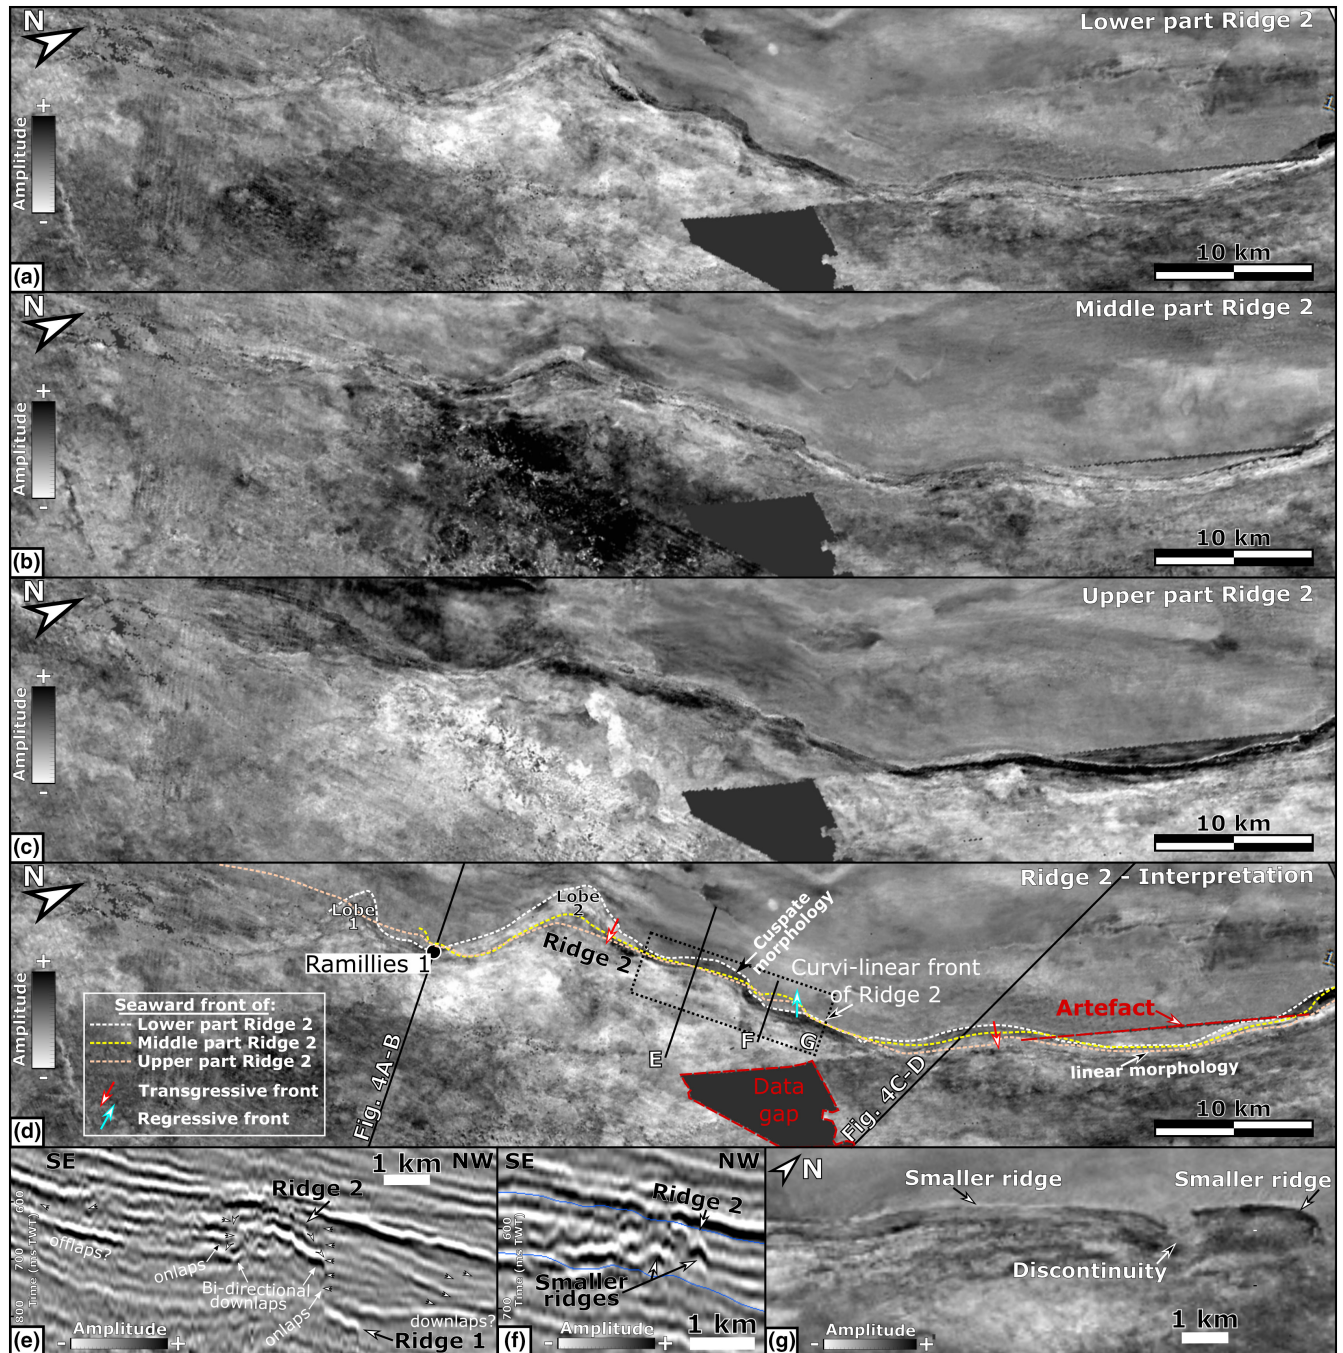 N
Lower part Ridge 2
+
Amplitude
-
10 km
(a)
N
Middle part Ridge 2
+
Amplitude
-
10 km
(b)
N
Upper part Ridge 2
+
Amplitude
-
10 km
(c)
N
Ridge 2 - Interpretation
+
Amplitude
-
Lobe
1
Lobe
2
Ridge 2
Cuspate
morphology
Ramillies 1
Curvi-linear front
of Ridge 2
Artefact
E
F
G
linear morphology
Seaward front of:
Lower part Ridge 2
Middle part Ridge 2
Upper part Ridge 2
Transgressive front
Regressive front
Fig. 4A-B
Data
gap
Fig. 4C-D
10 km
(d)
SE
NW
1 km
Ridge 2
600
700
800
Time (ms TWT)
offlaps?
onlaps
Bi-directional
downlaps
onlaps
downlaps?
Ridge 1
- Amplitude +
(e)
SE
NW
Ridge 2
600
700
Time (ms TWT)
Smaller
ridges
1 km
(f)
N
Smaller ridge
Smaller ridge
Discontinuity
1 km
- Amplitude +
(g)